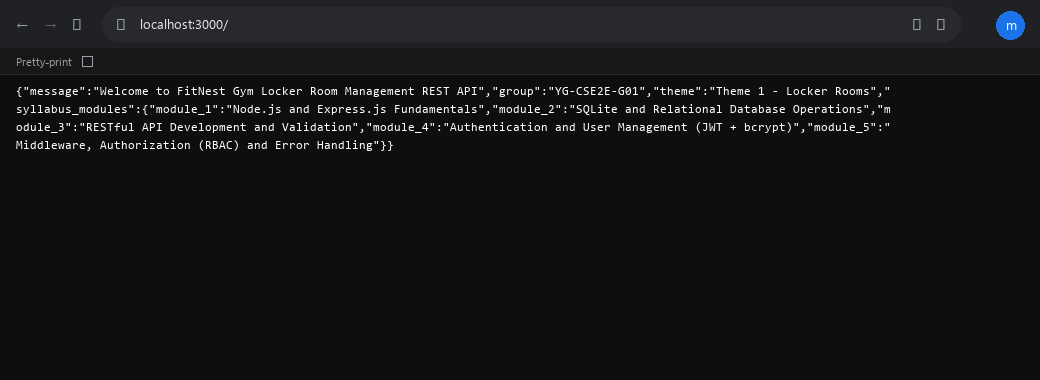 localhost:3000/
m
Pretty-print
{"message":"Welcome to FitNest Gym Locker Room Management REST API","group":"YG-CSE2E-G01","theme":"Theme 1 - Locker Rooms","
syllabus_modules":{"module_1":"Node.js and Express.js Fundamentals","module_2":"SQLite and Relational Database Operations","m
odule_3":"RESTful API Development and Validation","module_4":"Authentication and User Management (JWT + bcrypt)","module_5":"
Middleware, Authorization (RBAC) and Error Handling"}}